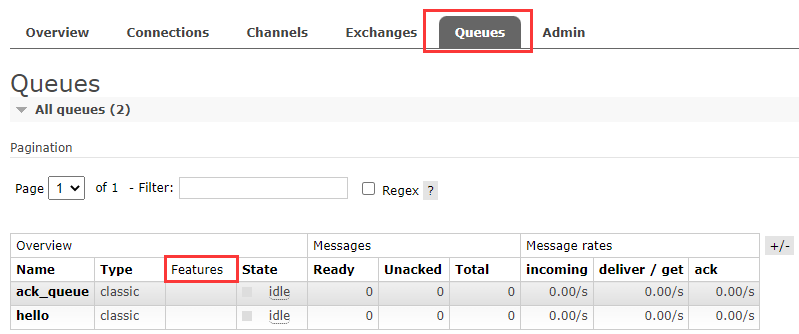 Overview Connections Channels Exchanges Queues Admin
Queues
All queues (2)
Pagination
Page 1 of 1 - Filter: Regex ?
Overview Messages Message rates +/-
Name Type Features State Ready Unacked Total incoming deliver / get ack
ack_queue classic idle 0 0 0 0.00/s 0.00/s 0.00/s
hello classic idle 0 0 0 0.00/s 0.00/s 0.00/s